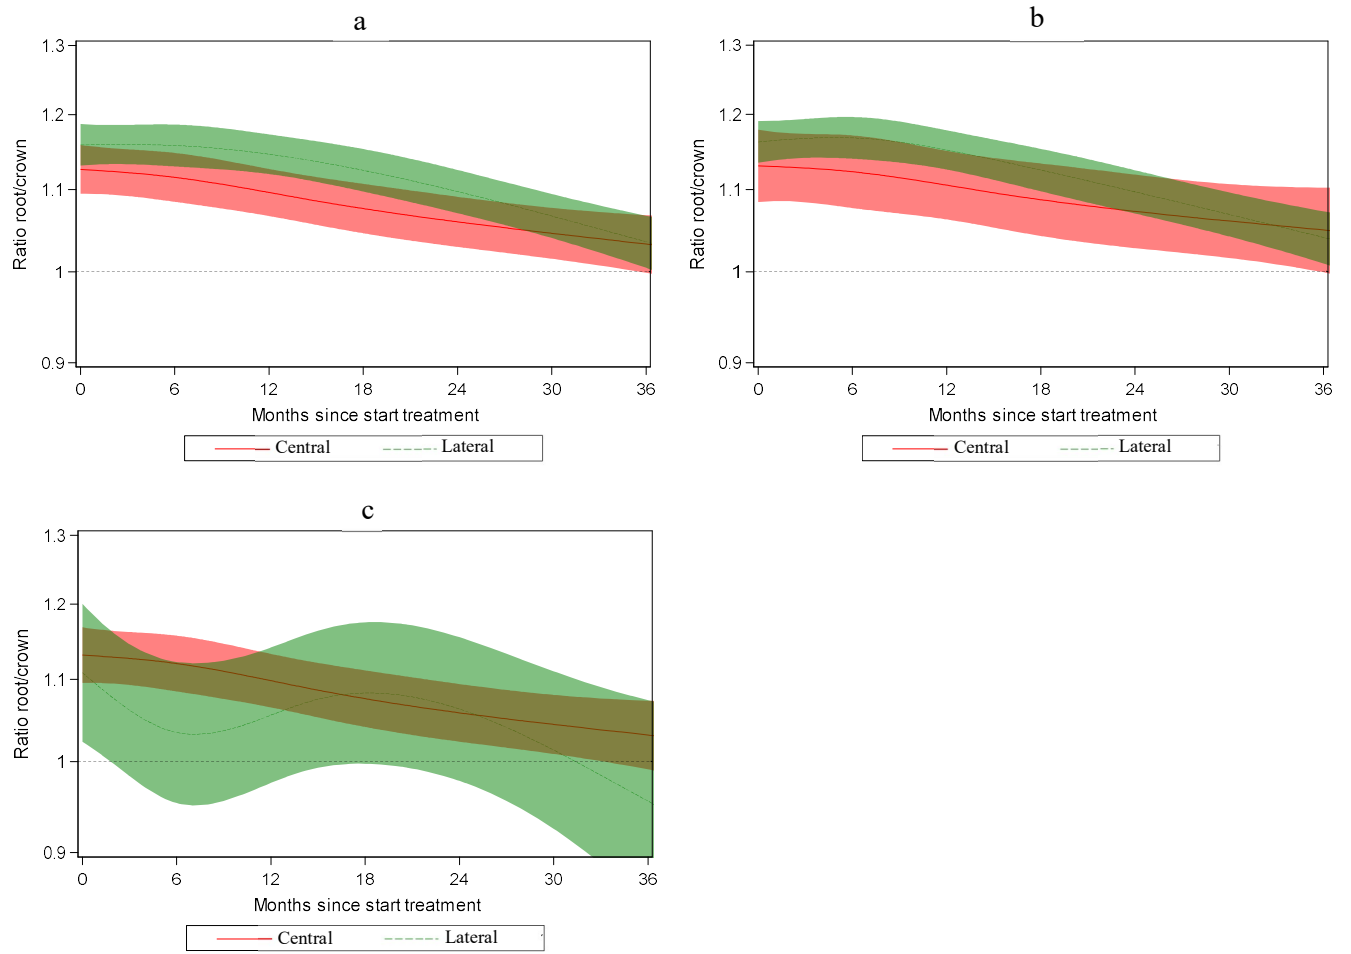 a
1.3
1.2
1.1
1
0.9
Ratio root/crown
0 6 12 18 24 30 36
Months since start treatment
Central Lateral
b
1.3
1.2
1.1
1
0.9
Ratio root/crown
0 6 12 18 24 30 36
Months since start treatment
Central Lateral
c
1.3
1.2
1.1
1
0.9
Ratio root/crown
0 6 12 18 24 30 36
Months since start treatment
Central Lateral